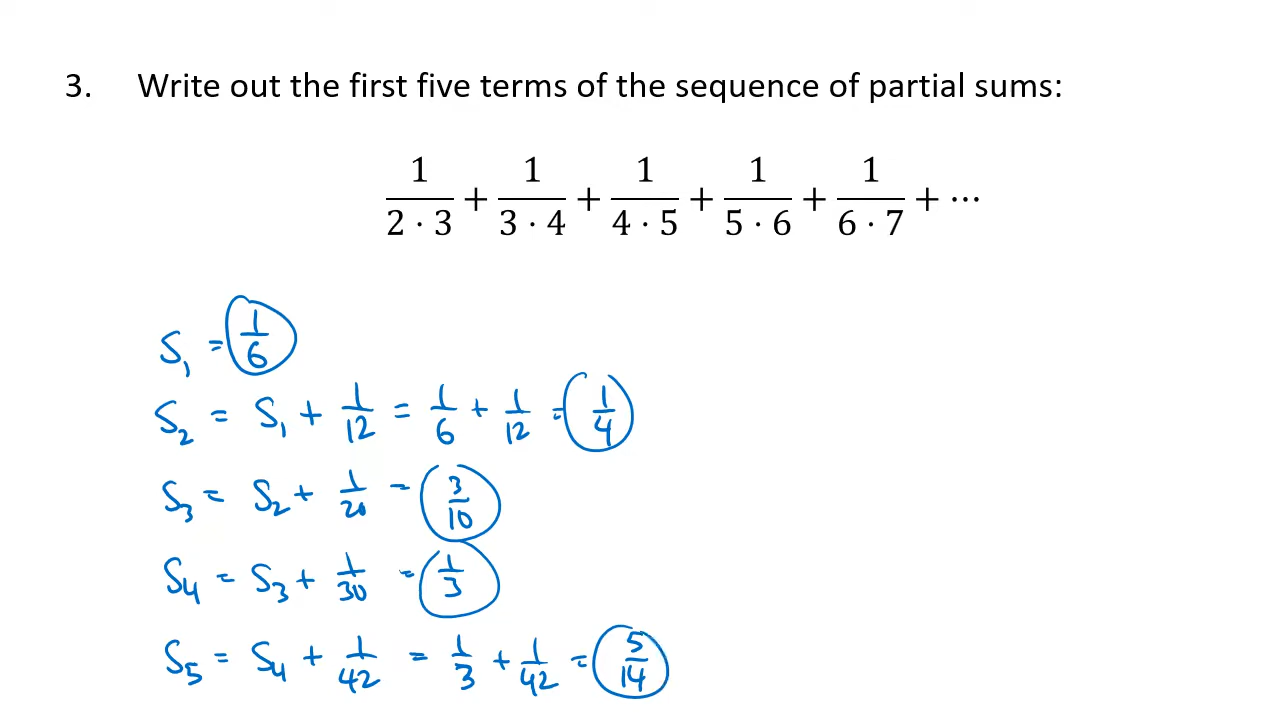 3. Write out the first five terms of the sequence of partial sums:
1/(2 · 3) + 1/(3 · 4) + 1/(4 · 5) + 1/(5 · 6) + 1/(6 · 7) + ⋯
S₁ = 1/6
S₂ = S₁ + 1/12 = 1/6 + 1/12 = 1/4
S₃ = S₂ + 1/20 = 3/10
S₄ = S₃ + 1/30 = 1/3
S₅ = S₄ + 1/42 = 1/3 + 1/42 = 5/14